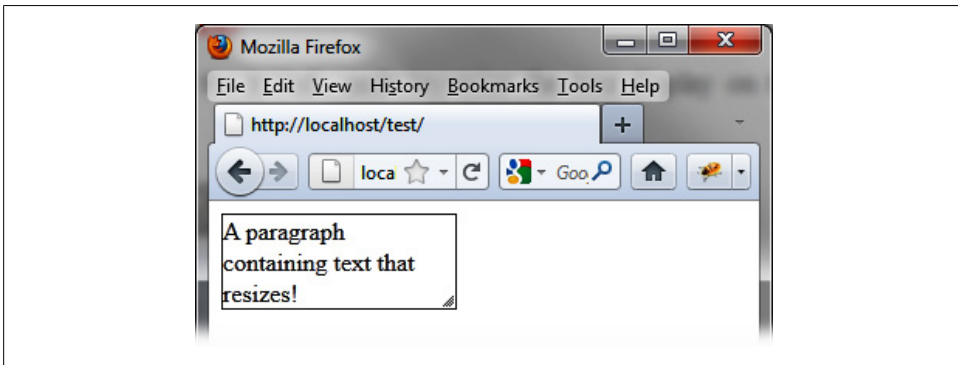 Mozilla Firefox
File Edit View History Bookmarks Tools Help
http://localhost/test/
loca Goo
A paragraph
containing text that
resizes!